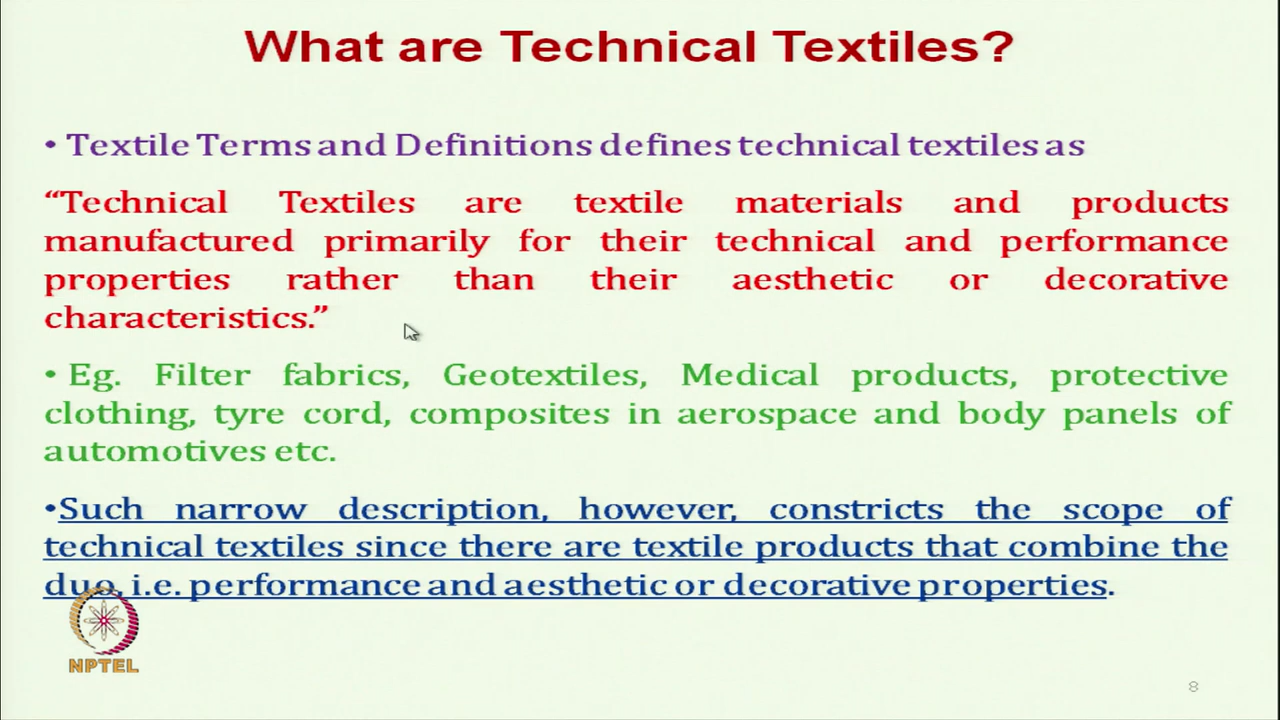 What are Technical Textiles?
• Textile Terms and Definitions defines technical textiles as
“Technical Textiles are textile materials and products
manufactured primarily for their technical and performance
properties rather than their aesthetic or decorative
characteristics.”
• Eg. Filter fabrics, Geotextiles, Medical products, protective
clothing, tyre cord, composites in aerospace and body panels of
automotives etc.
•Such narrow description, however, constricts the scope of
technical textiles since there are textile products that combine the
duo, i.e. performance and aesthetic or decorative properties.
NPTEL
8